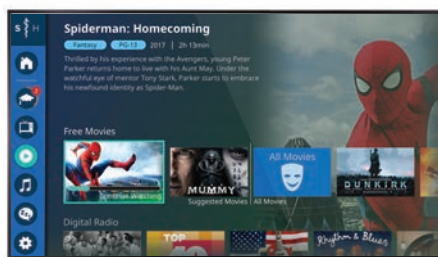 S H
Spiderman: Homecoming
Fantasy PG-13 2017 | 2h 13min
Thrilled by his experience with the Avengers, young Peter
Parker returns home to live with his Aunt May. Under the
watchful eye of mentor Tony Stark, Parker starts to embrace
his newfound identity as Spider-Man.
Free Movies
Continue Watching
MUMMY
Suggested Movies
All Movies
All Movies
DUNKIRK
Digital Radio
TOP
40
Rhythm & Blues